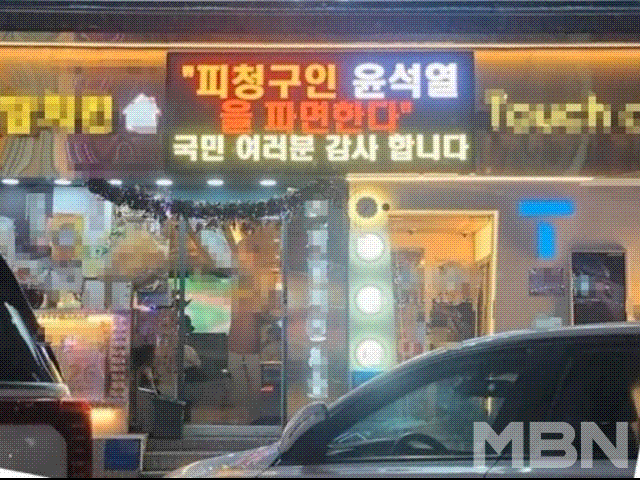 "피청구인 윤석열
을 파면한다"
국민 여러분 감사 합니다
Touch
T
MBN